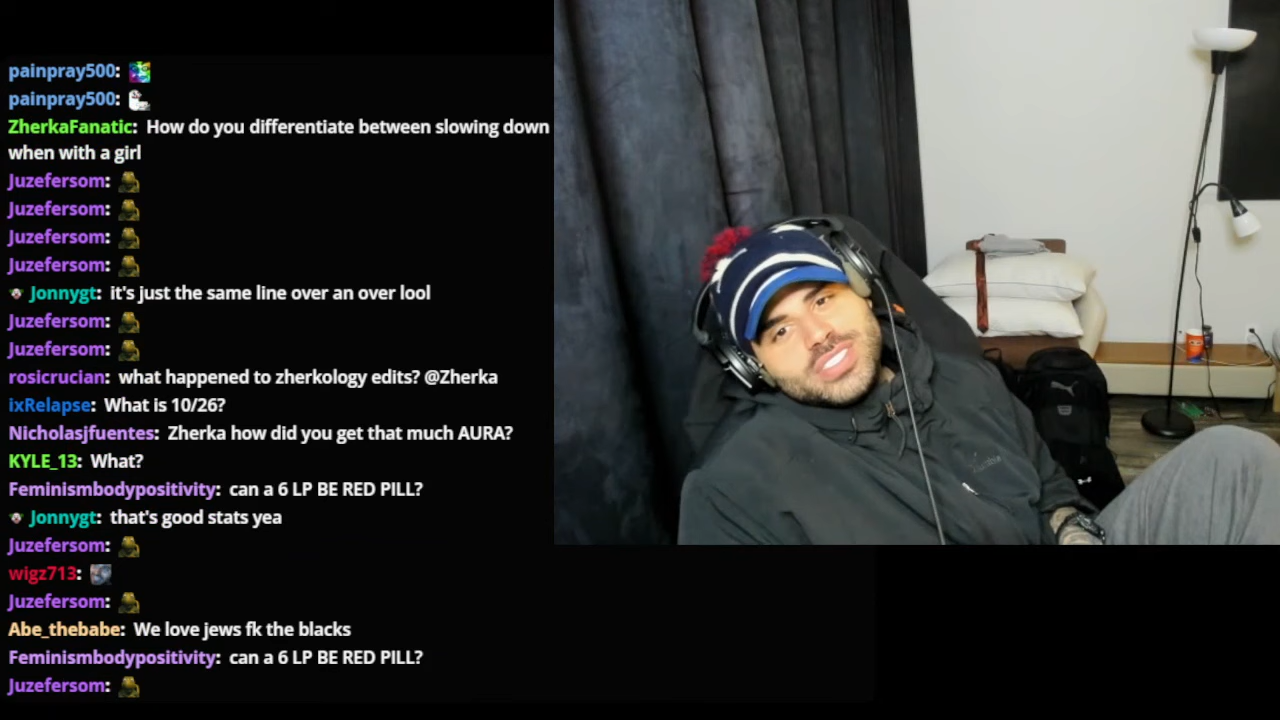 painpray500:
painpray500:
ZherkaFanatic: How do you differentiate between slowing down
when with a girl
Juzefersom:
Juzefersom:
Juzefersom:
Juzefersom:
Jonnygt: it's just the same line over an over lool
Juzefersom:
Juzefersom:
rosicrucian: what happened to zherkology edits? @Zherka
ixRelapse: What is 10/26?
Nicholasjfuentes: Zherka how did you get that much AURA?
KYLE_13: What?
Feminismbodypositivity: can a 6 LP BE RED PILL?
Jonnygt: that's good stats yea
Juzefersom:
wigz713:
Juzefersom:
Abe_thebabe: We love jews fk the blacks
Feminismbodypositivity: can a 6 LP BE RED PILL?
Juzefersom: